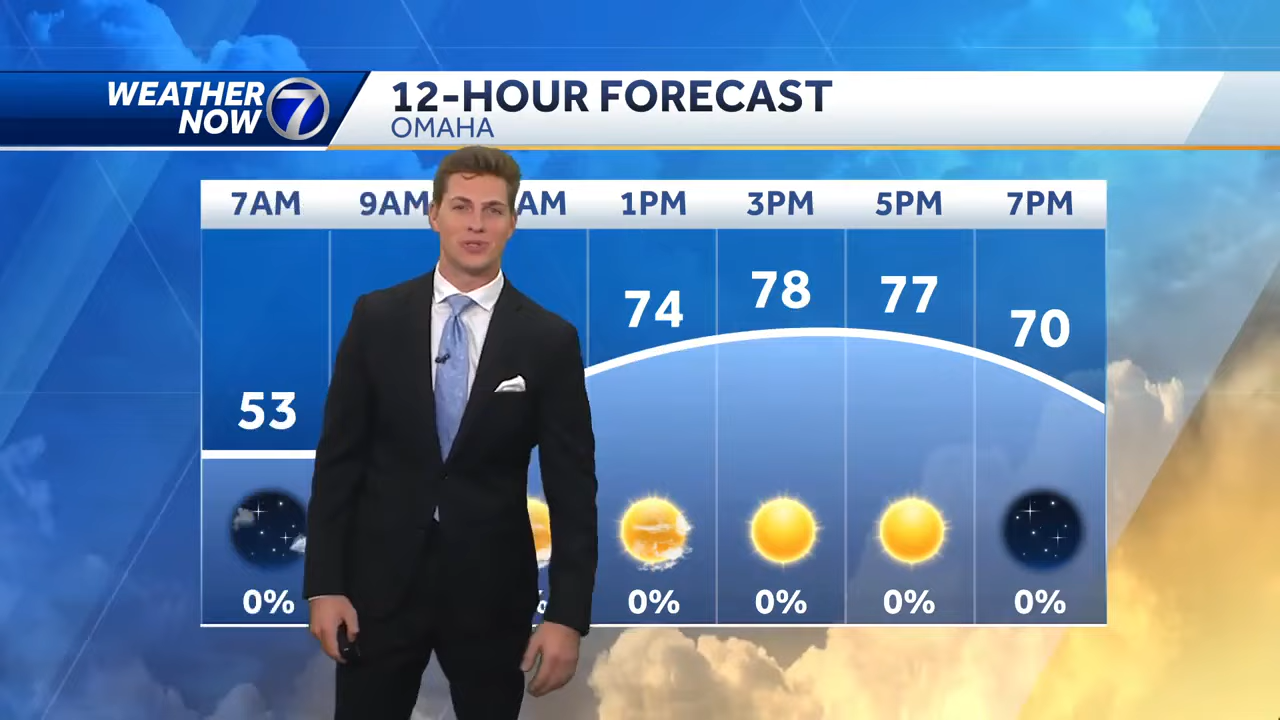 WEATHER
NOW 7
12-HOUR FORECAST
OMAHA
7AM 9AM AM 1PM 3PM 5PM 7PM
53 74 78 77 70
0% % 0% 0% 0% 0%